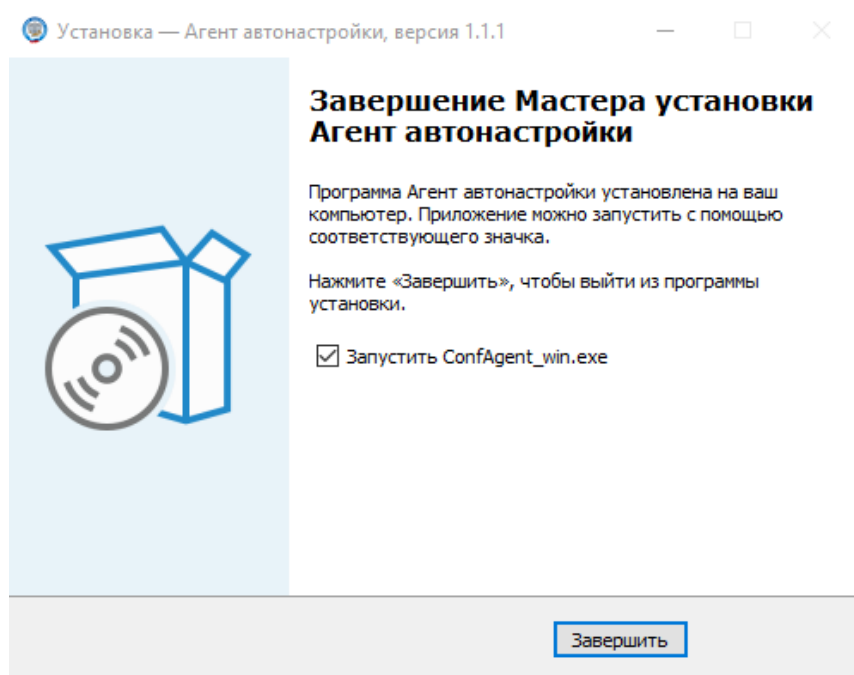 Установка — Агент автонастройки, версия 1.1.1
Завершение Мастера установки
Агент автонастройки
Программа Агент автонастройки установлена на ваш
компьютер. Приложение можно запустить с помощью
соответствующего значка.
Нажмите «Завершить», чтобы выйти из программы
установки.
Запустить ConfAgent_win.exe
Завершить